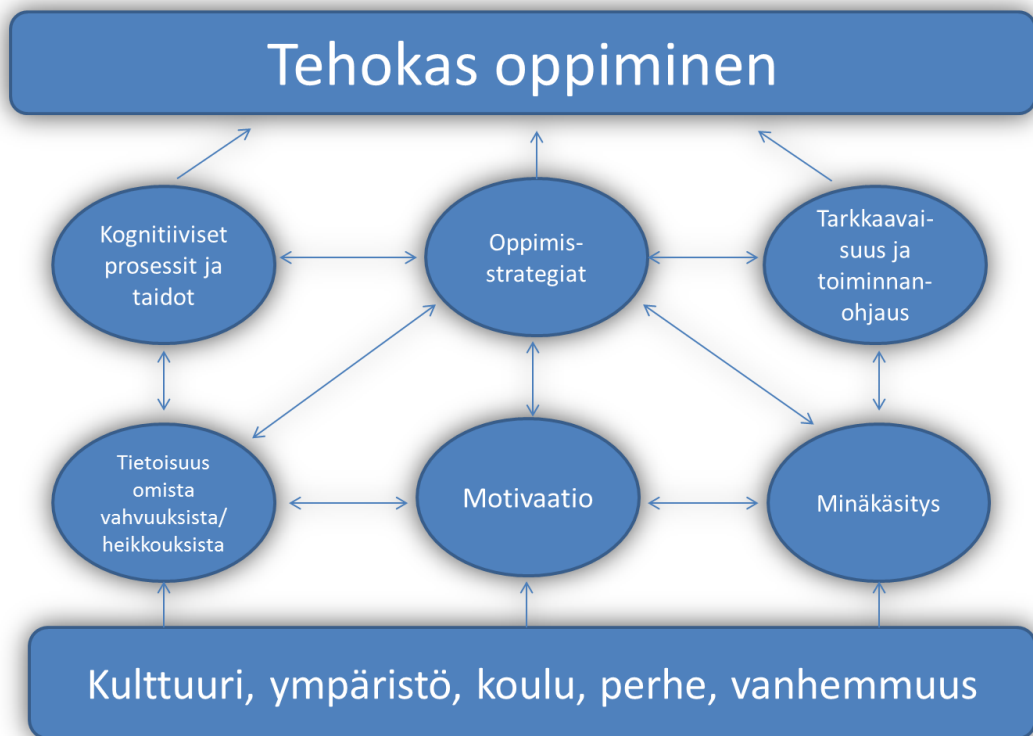 Tehokas oppiminen
Kognitiiviset
prosessit ja
taidot
Oppimis-
strategiat
Tarkkaavai-
suus ja
toiminnan-
ohjaus
Tietoisuus
omista
vahvuuksista/
heikkouksista
Motivaatio
Minäkäsitys
Kulttuuri, ympäristö, koulu, perhe, vanhemmuus